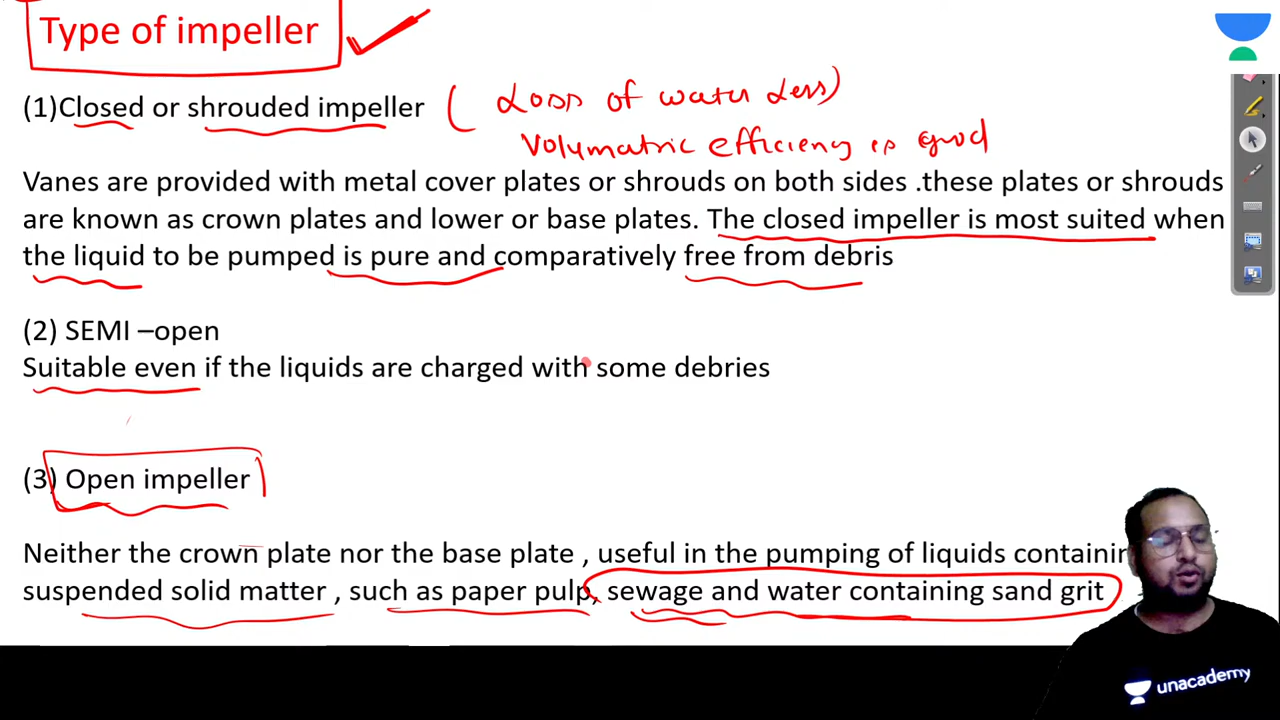 Type of impeller
(1)Closed or shrouded impeller ( Loss of water Less)
Volymatric efficiency is good
Vanes are provided with metal cover plates or shrouds on both sides .these plates or shrouds
are known as crown plates and lower or base plates. The closed impeller is most suited when
the liquid to be pumped is pure and comparatively free from debris
(2) SEMI –open
Suitable even if the liquids are charged with some debries
(3) Open impeller
Neither the crown plate nor the base plate , useful in the pumping of liquids
suspended solid matter , such as paper pulp, sewage and water containing sand grit
unacademy